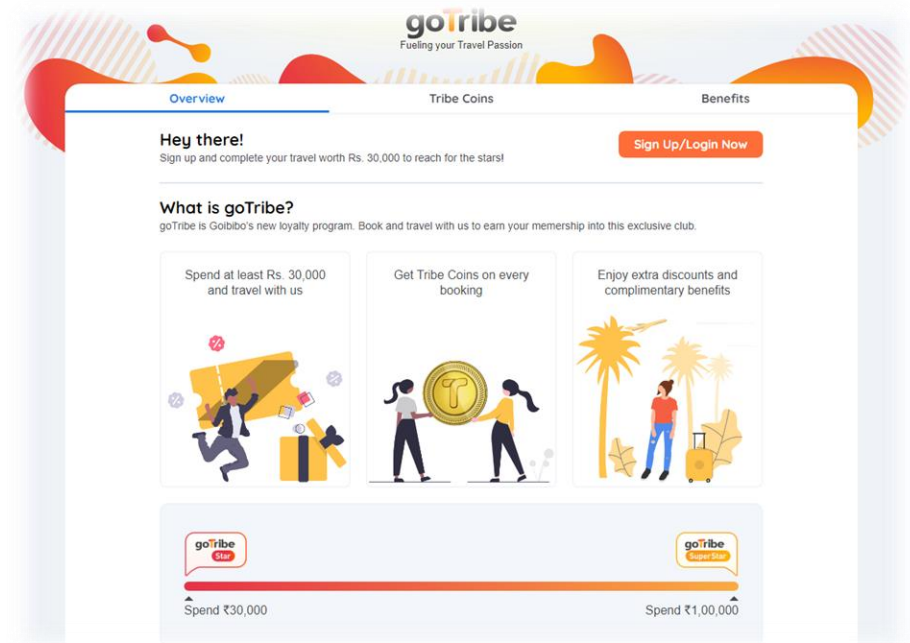 goTribe
Fueling your Travel Passion
Overview
Tribe Coins
Benefits
Hey there!
Sign up and complete your travel worth Rs. 30,000 to reach for the stars!
Sign Up/Login Now
What is goTribe?
goTribe is Goibibo's new loyalty program. Book and travel with us to earn your memership into this exclusive club.
Spend at least Rs. 30,000
and travel with us
Get Tribe Coins on every
booking
Enjoy extra discounts and
complimentary benefits
T
goTribe
Star
goTribe
SuperStar
Spend ₹30,000
Spend ₹1,00,000